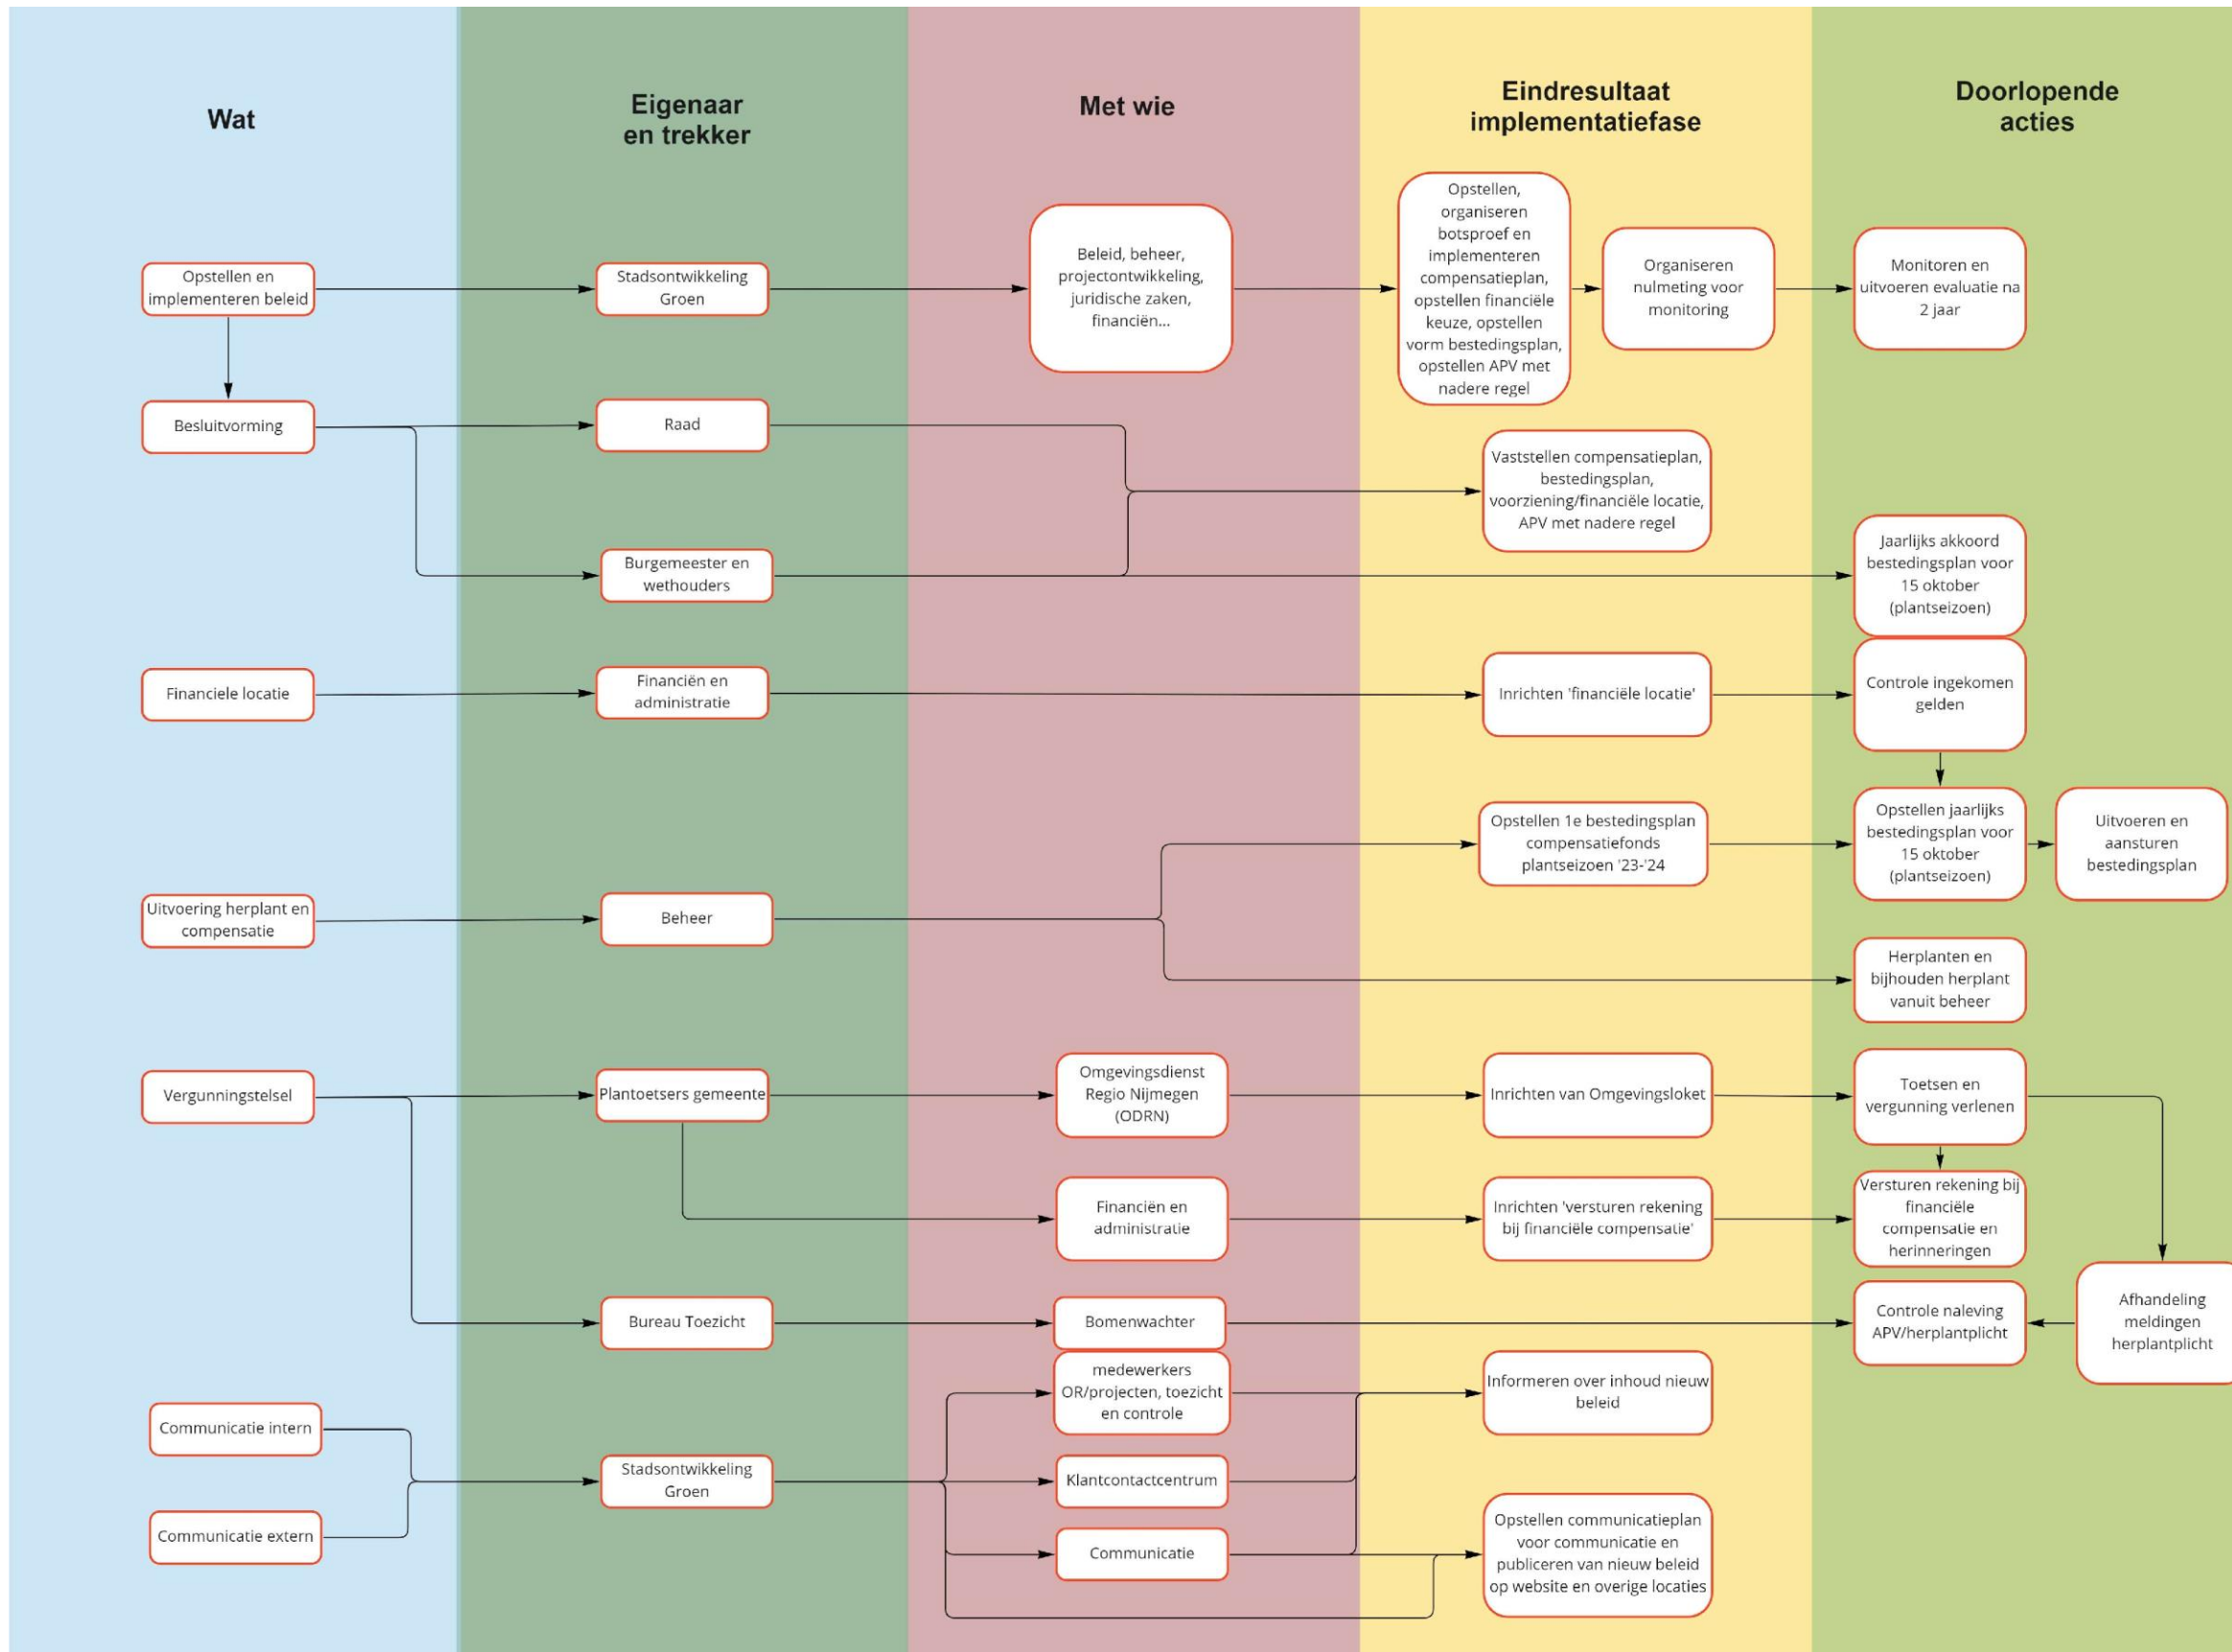 Wat
Eigenaar
en trekker
Met wie
Eindresultaat
implementatiefase
Doorlopende
acties
Opstellen en
implementeren beleid
Stadsontwikkeling
Groen
Beleid, beheer,
projectontwikkeling,
juridische zaken,
financiën...
Opstellen,
organiseren
botsproef en
implementeren
compensatieplan,
opstellen financiële
keuze, opstellen
vorm bestedingsplan,
opstellen APV met
nadere regel
Organiseren
nulmeting voor
monitoring
Monitoren en
uitvoeren evaluatie na
2 jaar
Besluitvorming
Raad
Vaststellen compensatieplan,
bestedingsplan,
voorziening/financiële locatie,
APV met nadere regel
Burgemeester en
wethouders
Jaarlijks akkoord
bestedingsplan voor
15 oktober
(plantseizoen)
Financiele locatie
Financiën en
administratie
Inrichten 'financiële locatie'
Controle ingekomen
gelden
Opstellen 1e bestedingsplan
compensatiefonds
plantseizoen '23-'24
Opstellen jaarlijks
bestedingsplan voor
15 oktober
(plantseizoen)
Uitvoeren en
aansturen
bestedingsplan
Uitvoering herplant en
compensatie
Beheer
Herplanten en
bijhouden herplant
vanuit beheer
Vergunningstelsel
Plantoetsers gemeente
Omgevingsdienst
Regio Nijmegen
(ODRN)
Inrichten van Omgevingsloket
Toetsen en
vergunning verlenen
Financiën en
administratie
Inrichten 'versturen rekening
bij financiële compensatie'
Versturen rekening bij
financiële
compensatie en
herinneringen
Bureau Toezicht
Bomenwachter
Controle naleving
APV/herplantplicht
Afhandeling
meldingen
herplantplicht
medewerkers
OR/projecten, toezicht
en controle
Informeren over inhoud nieuw
beleid
Communicatie intern
Stadsontwikkeling
Groen
Klantcontactcentrum
Communicatie extern
Communicatie
Opstellen communicatieplan
voor communicatie en
publiceren van nieuw beleid
op website en overige locaties